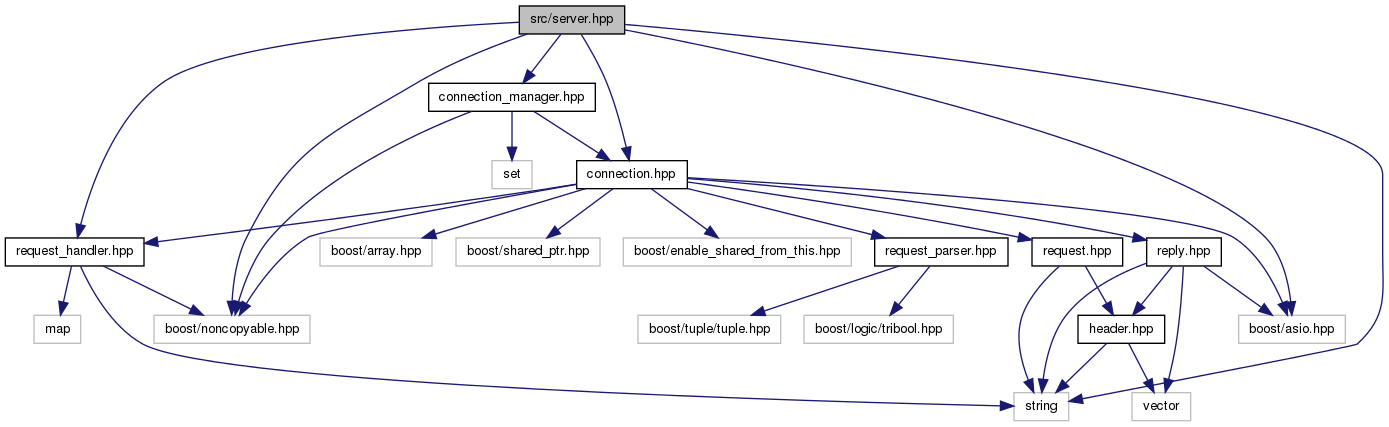 src/server.hpp
connection_manager.hpp
set
connection.hpp
request_handler.hpp
boost/array.hpp
boost/shared_ptr.hpp
boost/enable_shared_from_this.hpp
request_parser.hpp
request.hpp
reply.hpp
map
boost/noncopyable.hpp
boost/tuple/tuple.hpp
boost/logic/tribool.hpp
header.hpp
boost/asio.hpp
string
vector